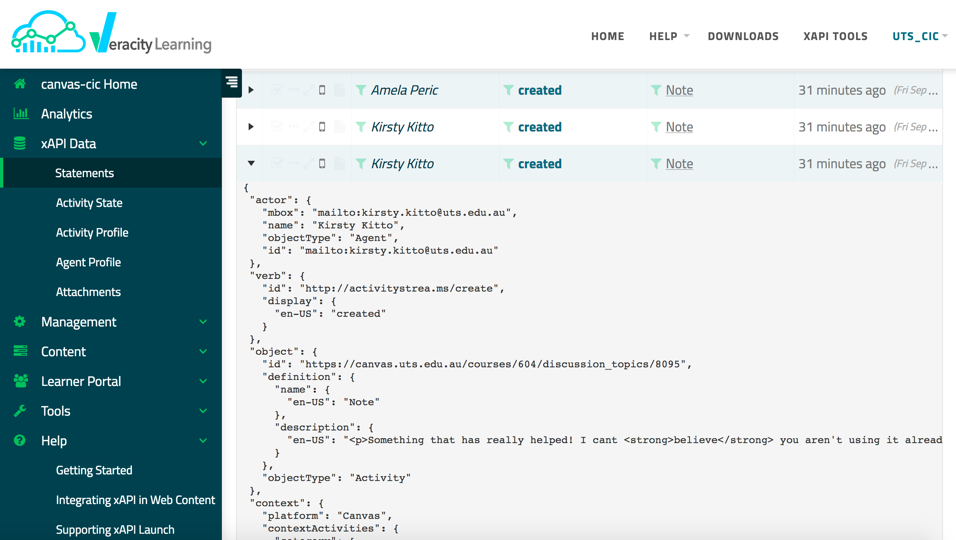 Veracity Learning
HOME
HELP
DOWNLOADS
XAPI TOOLS
UTS_CIC
canvas-cic Home
Analytics
xAPI Data
Statements
Activity State
Activity Profile
Agent Profile
Attachments
Management
Content
Learner Portal
Tools
Help
Getting Started
Integrating xAPI in Web Content
Supporting xAPI Launch
Amela Peric created Note 31 minutes ago (Fri Sep ...
Kirsty Kitto created Note 31 minutes ago (Fri Sep ...
Kirsty Kitto created Note 31 minutes ago (Fri Sep ...
{
"actor": {
"mbox": "mailto:kirsty.kitto@uts.edu.au",
"name": "Kirsty Kitto",
"objectType": "Agent",
"id": "mailto:kirsty.kitto@uts.edu.au"
},
"verb": {
"id": "http://activitystrea.ms/create",
"display": {
"en-US": "created"
}
},
"object": {
"id": "https://canvas.uts.edu.au/courses/604/discussion_topics/8095",
"definition": {
"name": {
"en-US": "Note"
},
"description": {
"en-US": "<p>Something that has really helped! I cant <strong>believe</strong> you aren't using it alread
}
},
"objectType": "Activity"
},
"context": {
"platform": "Canvas",
"contextActivities": {
"category": {